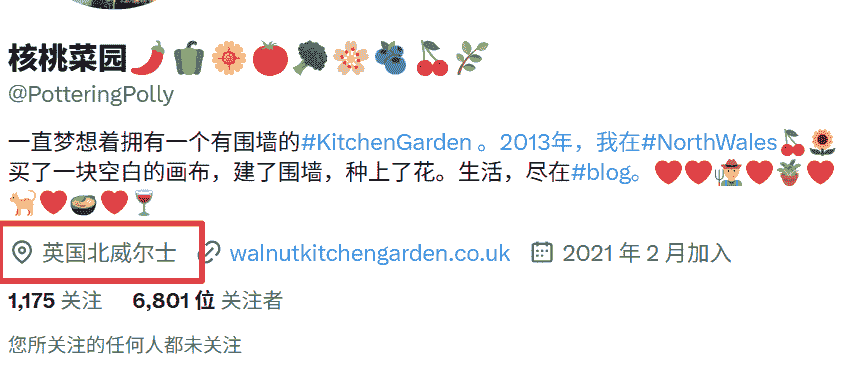 核桃菜园🌶️🫑🏵️🍅🥦🌸🫐🍒🌿
@PotteringPolly
一直梦想着拥有一个有围墙的#KitchenGarden 。2013年，我在#NorthWales🍒🌻
买了一块空白的画布，建了围墙，种上了花。生活，尽在#blog。❤️❤️👨‍🌾❤️🪴❤️
🐈❤️🍲❤️🍷
英国北威尔士 walnutkitchengarden.co.uk 2021 年 2 月加入
1,175 关注 6,801 位 关注者
您所关注的任何人都未关注